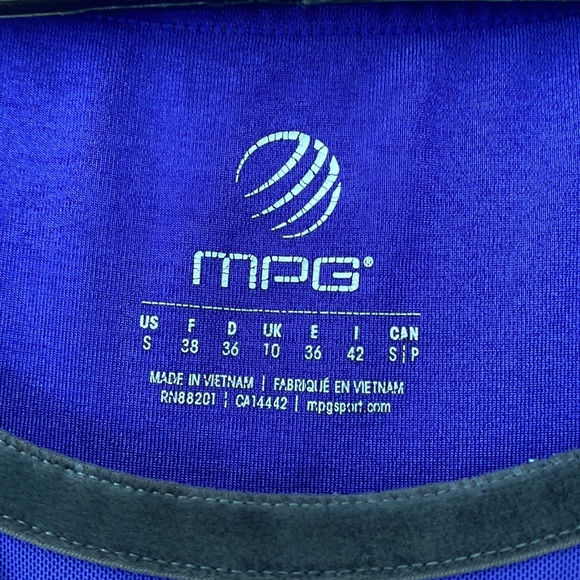 MPG®
US F D UK E I CAN
S 38 36 10 36 42 S|P
MADE IN VIETNAM | FABRIQUÉ EN VIETNAM
RN88201 | CA14442 | mpgsport.com